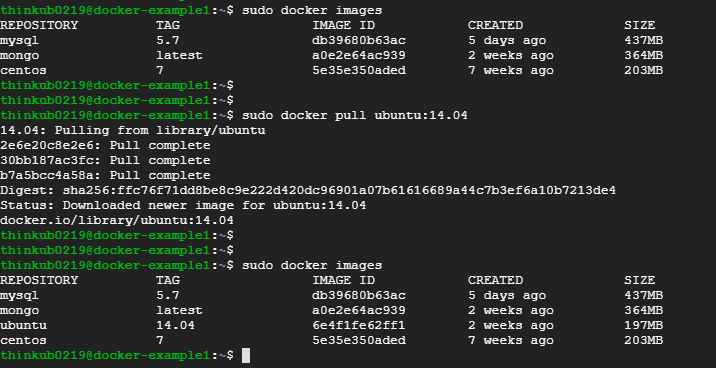 thinkub0219@docker-example1:~$ sudo docker images
REPOSITORY TAG IMAGE ID CREATED SIZE
mysql 5.7 db39680b63ac 5 days ago 437MB
mongo latest a0e2e64ac939 2 weeks ago 364MB
centos 7 5e35e350aded 7 weeks ago 203MB
thinkub0219@docker-example1:~$
thinkub0219@docker-example1:~$
thinkub0219@docker-example1:~$ sudo docker pull ubuntu:14.04
14.04: Pulling from library/ubuntu
2e6e20c8e2e6: Pull complete
30bb187ac3fc: Pull complete
b7a5bcc4a58a: Pull complete
Digest: sha256:ffc76f71dd8be8c9e222d420dc96901a07b61616689a44c7b3ef6a10b7213de4
Status: Downloaded newer image for ubuntu:14.04
docker.io/library/ubuntu:14.04
thinkub0219@docker-example1:~$
thinkub0219@docker-example1:~$
thinkub0219@docker-example1:~$ sudo docker images
REPOSITORY TAG IMAGE ID CREATED SIZE
mysql 5.7 db39680b63ac 5 days ago 437MB
mongo latest a0e2e64ac939 2 weeks ago 364MB
ubuntu 14.04 6e4f1fe62ff1 2 weeks ago 197MB
centos 7 5e35e350aded 7 weeks ago 203MB
thinkub0219@docker-example1:~$